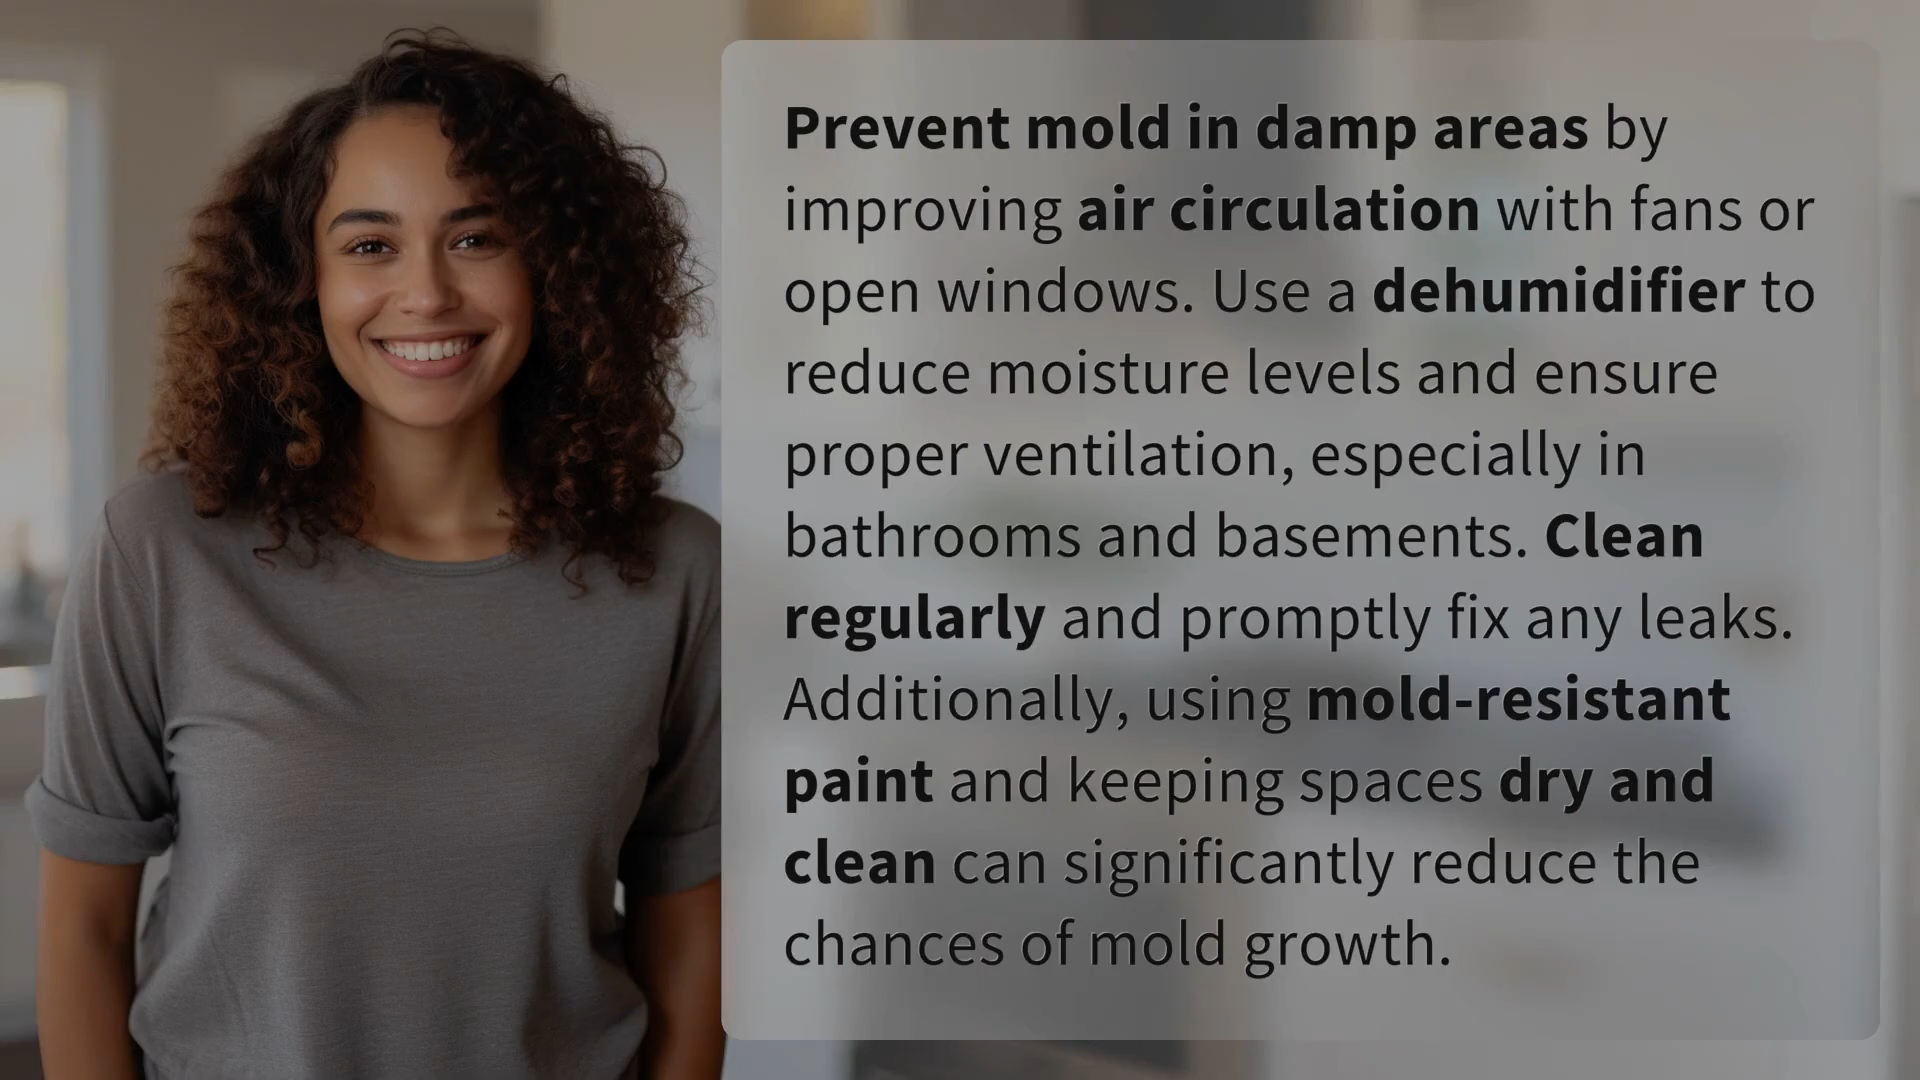 Prevent mold in damp areas by
improving air circulation with fans or
open windows. Use a dehumidifier to
reduce moisture levels and ensure
proper ventilation, especially in
bathrooms and basements. Clean
regularly and promptly fix any leaks.
Additionally, using mold-resistant
paint and keeping spaces dry and
clean can significantly reduce the
chances of mold growth.